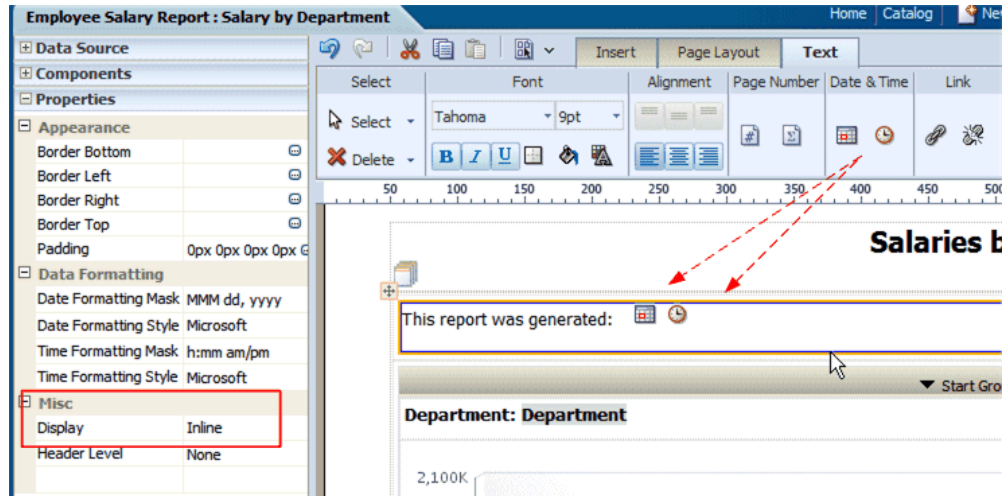 Employee Salary Report : Salary by Department
Home Catalog Ne
Data Source
Components
Properties
Appearance
Border Bottom
Border Left
Border Right
Border Top
Padding 0px 0px 0px 0px
Data Formatting
Date Formatting Mask MMM dd, yyyy
Date Formatting Style Microsoft
Time Formatting Mask h:mm am/pm
Time Formatting Style Microsoft
Misc
Display Inline
Header Level None
Insert Page Layout Text
Select Font Alignment Page Number Date & Time Link
Select Tahoma 9pt
Delete B I U
50 100 150 200 250 300 350 400 450 500
Salaries b
This report was generated:
Start Gro
Department: Department
2,100K